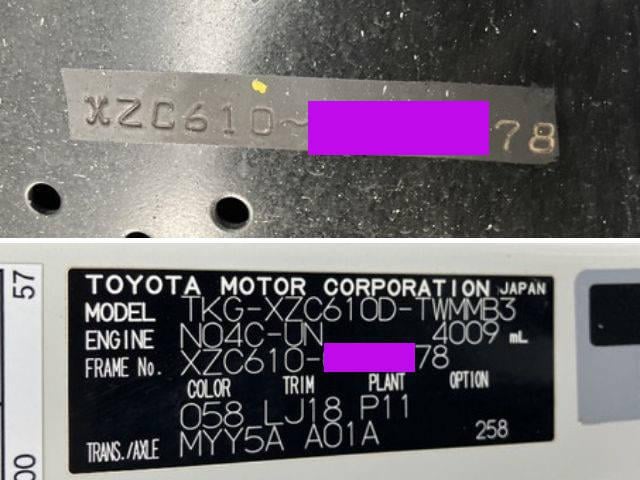 XZC610-78
TOYOTA MOTOR CORPORATION JAPAN
MODEL TKG-XZC610D-TWMMB3
ENGINE N04C-UN 4009 mL
FRAME No. XZC610- 78
COLOR TRIM PLANT OPTION
058 LJ18 P11
TRANS./AXLE MYY5A A01A 258
57
00